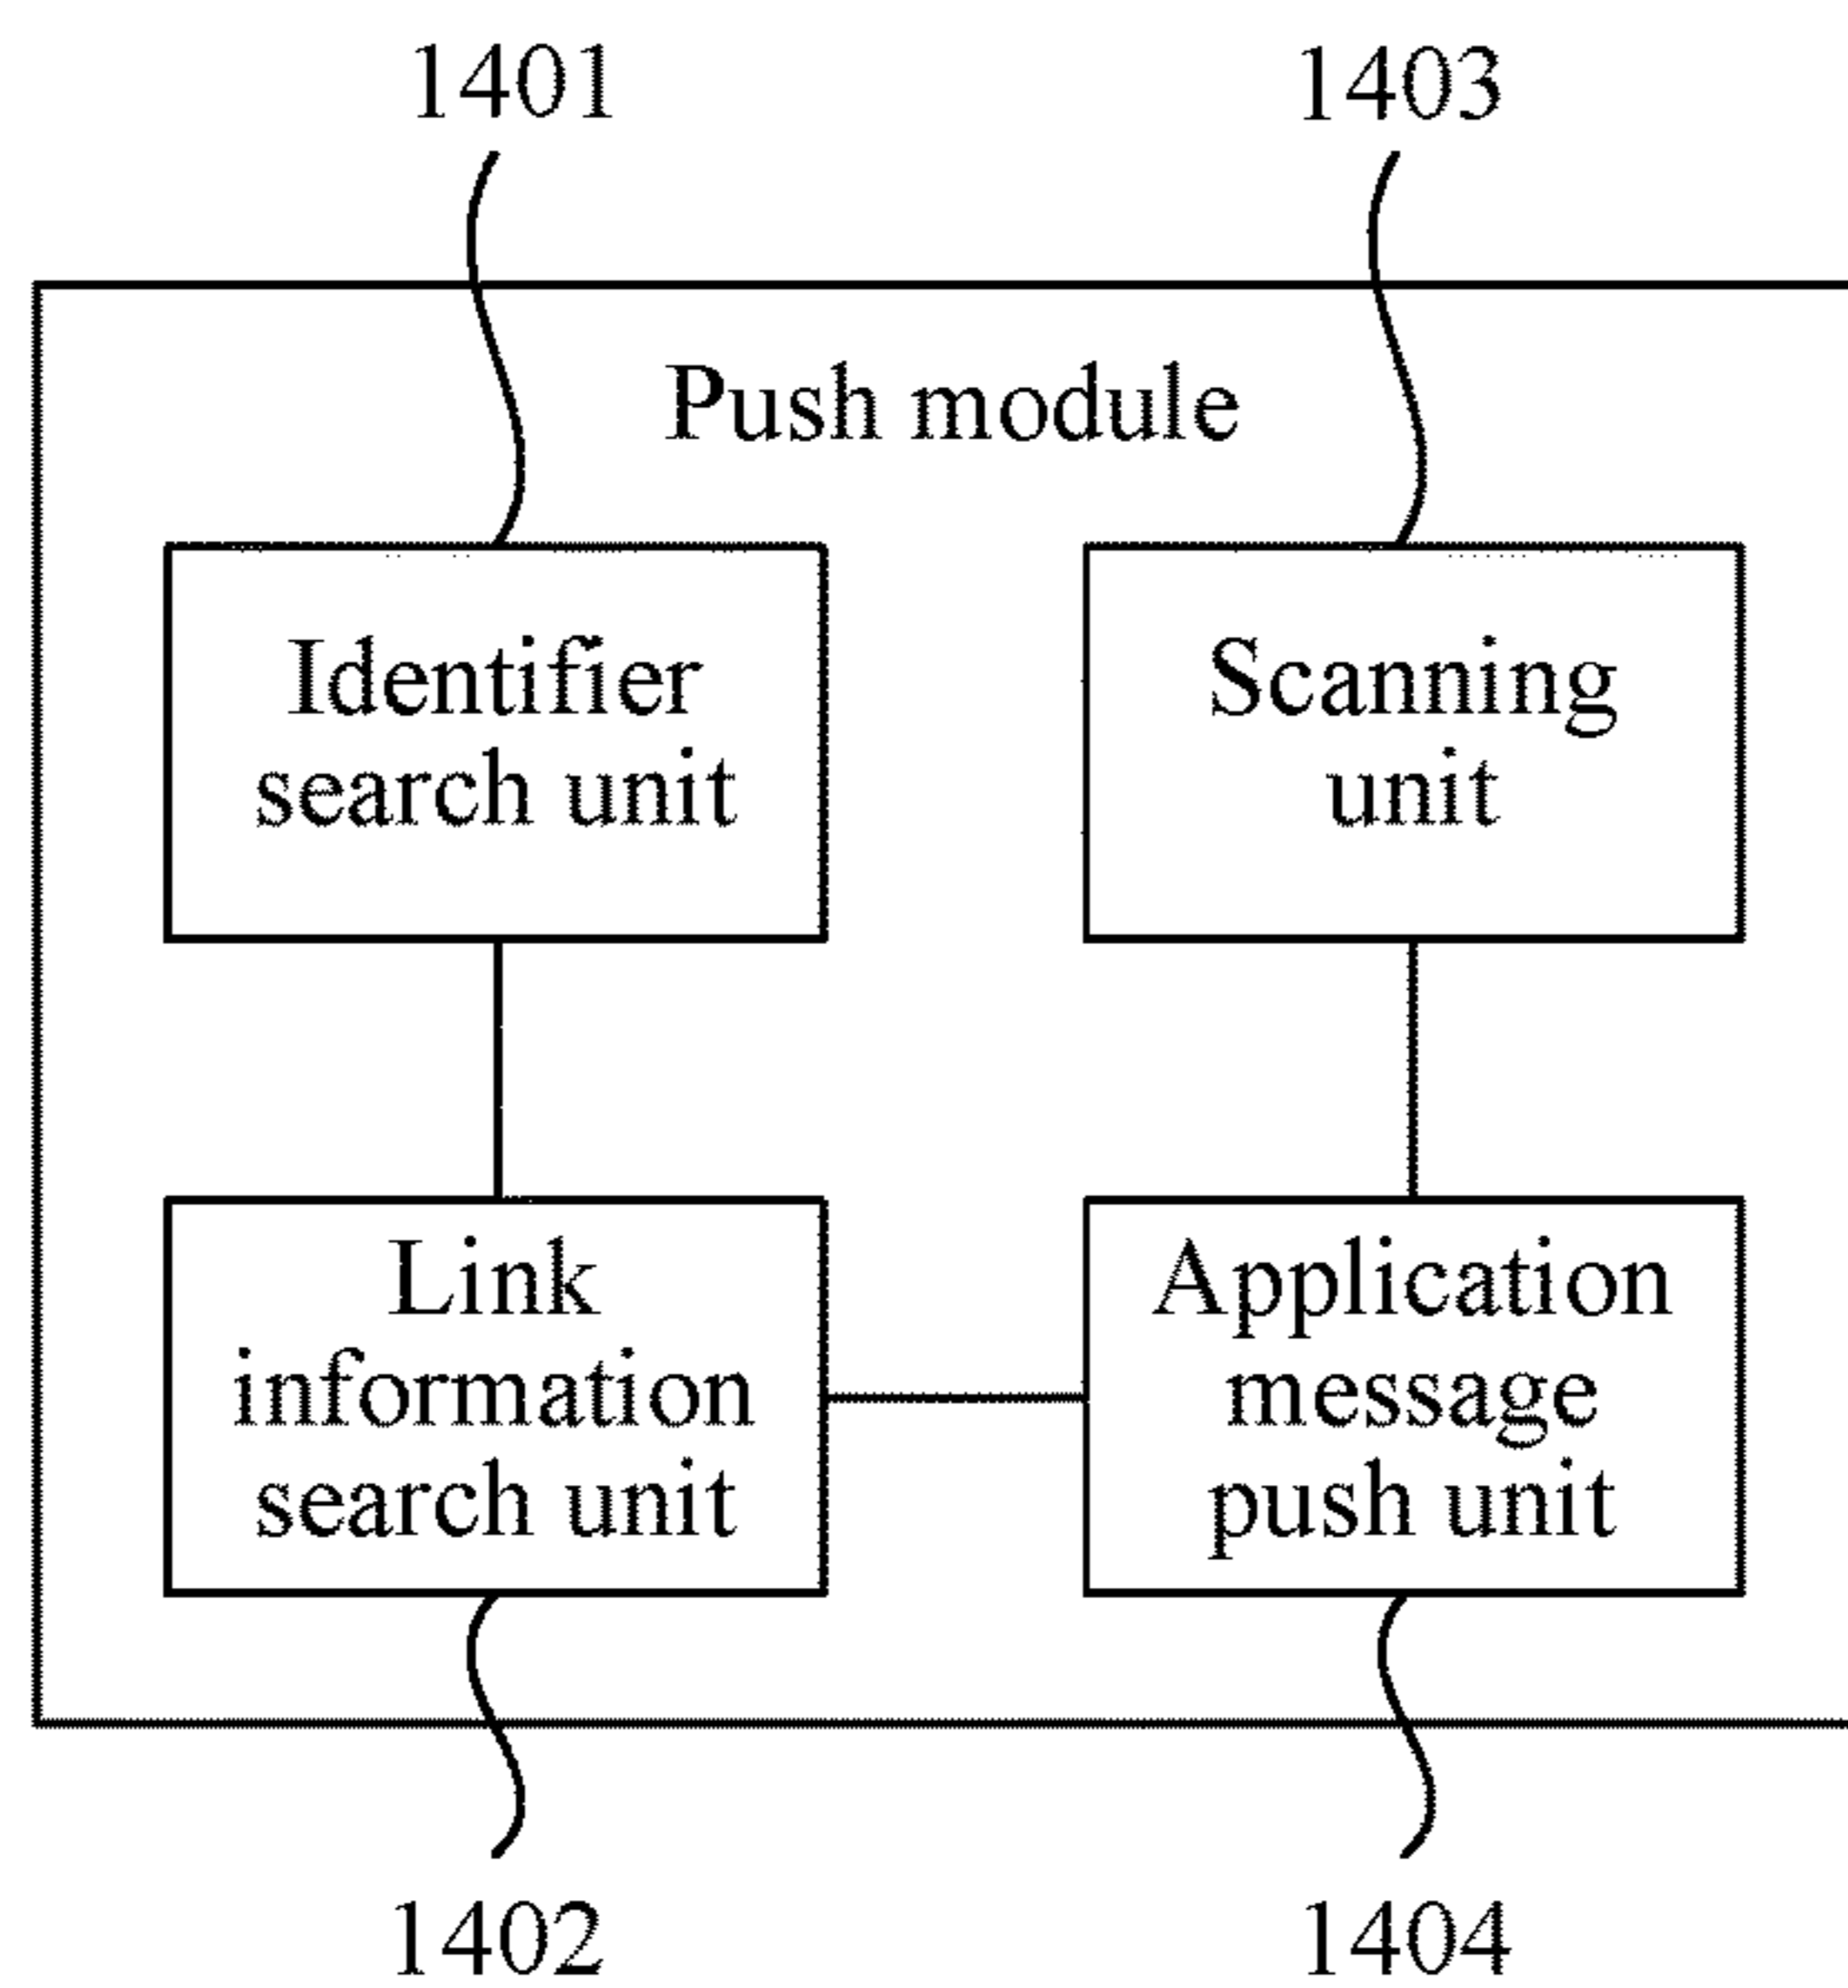 1401
1403
Push module
Identifier
search unit
Scanning
unit
Link
information
search unit
Application
message
push unit
1402
1404